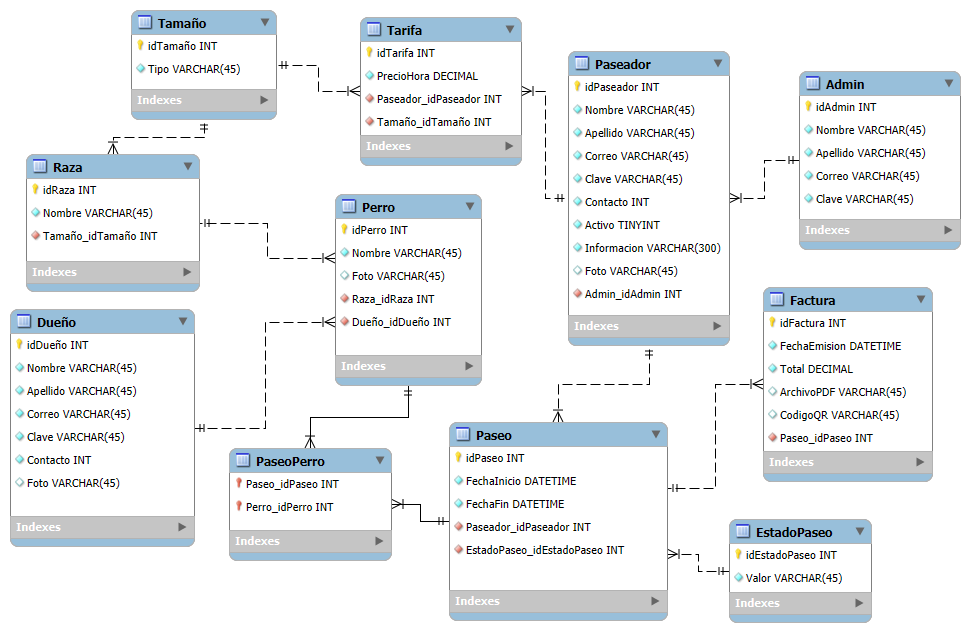 Tamaño
idTamaño INT
Tipo VARCHAR(45)
Indexes
Tarifa
idTarifa INT
PrecioHora DECIMAL
Paseador_idPaseador INT
Tamaño_idTamaño INT
Indexes
Paseador
idPaseador INT
Nombre VARCHAR(45)
Apellido VARCHAR(45)
Correo VARCHAR(45)
Clave VARCHAR(45)
Contacto INT
Activo TINYINT
Informacion VARCHAR(300)
Foto VARCHAR(45)
Admin_idAdmin INT
Indexes
Admin
idAdmin INT
Nombre VARCHAR(45)
Apellido VARCHAR(45)
Correo VARCHAR(45)
Clave VARCHAR(45)
Indexes
Raza
idRaza INT
Nombre VARCHAR(45)
Tamaño_idTamaño INT
Indexes
Perro
idPerro INT
Nombre VARCHAR(45)
Foto VARCHAR(45)
Raza_idRaza INT
Dueño_idDueño INT
Indexes
Dueño
idDueño INT
Nombre VARCHAR(45)
Apellido VARCHAR(45)
Correo VARCHAR(45)
Clave VARCHAR(45)
Contacto INT
Foto VARCHAR(45)
Indexes
Factura
idFactura INT
FechaEmision DATETIME
Total DECIMAL
ArchivoPDF VARCHAR(45)
CodigoQR VARCHAR(45)
Paseo_idPaseo INT
Indexes
PaseoPerro
Paseo_idPaseo INT
Perro_idPerro INT
Indexes
Paseo
idPaseo INT
FechaInicio DATETIME
FechaFin DATETIME
Paseador_idPaseador INT
EstadoPaseo_idEstadoPaseo INT
Indexes
EstadoPaseo
idEstadoPaseo INT
Valor VARCHAR(45)
Indexes